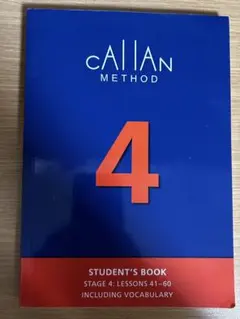 CALLAN
METHOD
4
STUDENT'S BOOK
STAGE 4: LESSONS 41–60
INCLUDING VOCABULARY